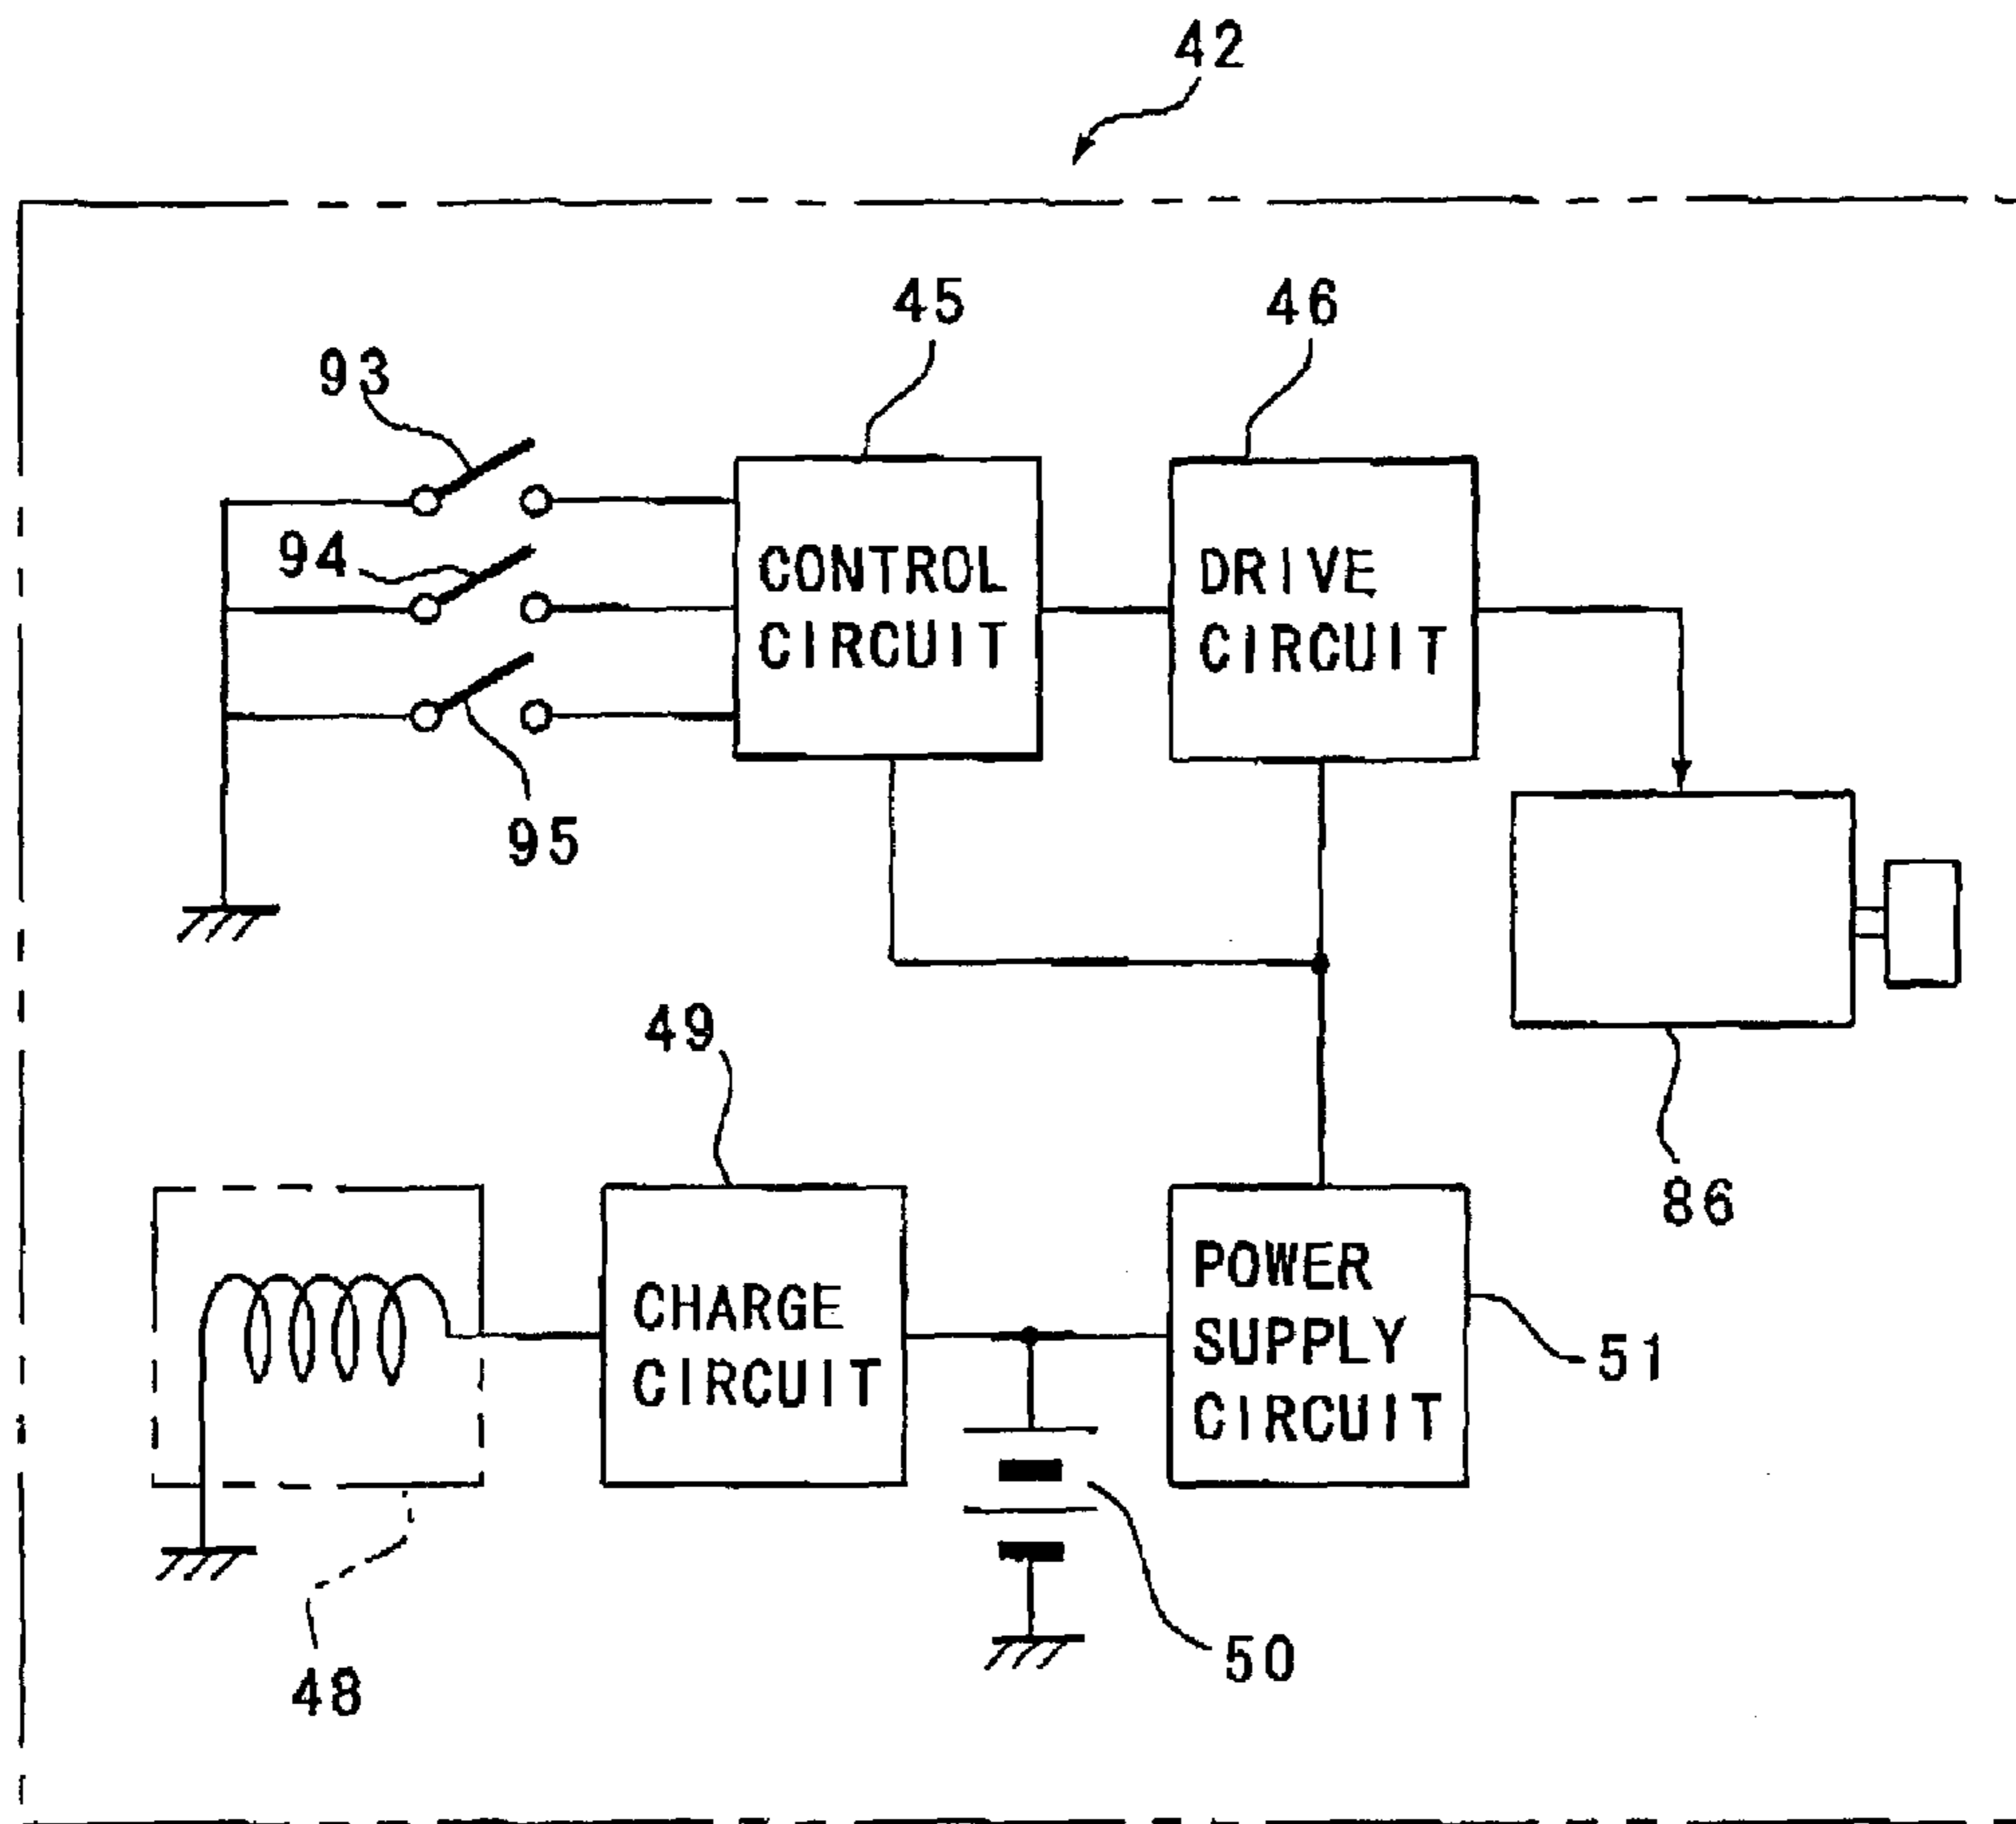 42
45
46
93
94
CONTROL
CIRCUIT
DRIVE
CIRCUIT
95
49
86
CHARGE
CIRCUIT
POWER
SUPPLY
CIRCUIT
51
50
48